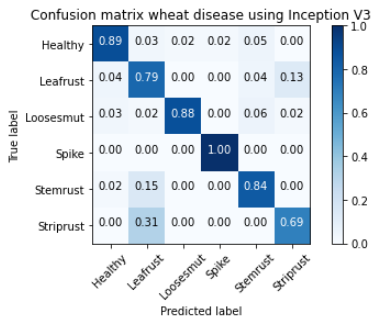 Confusion matrix wheat disease using Inception V3
1.0
Healthy 0.89 0.03 0.02 0.02 0.05 0.00
0.8
Leafrust 0.04 0.79 0.00 0.00 0.04 0.13
Loosesmut 0.03 0.02 0.88 0.00 0.06 0.02
0.6
True label
Spike 0.00 0.00 0.00 1.00 0.00 0.00
0.4
Stemrust 0.02 0.15 0.00 0.00 0.84 0.00
0.2
Striprust 0.00 0.31 0.00 0.00 0.00 0.69
0.0
Healthy Leafrust Loosesmut Spike Stemrust Striprust
Predicted label